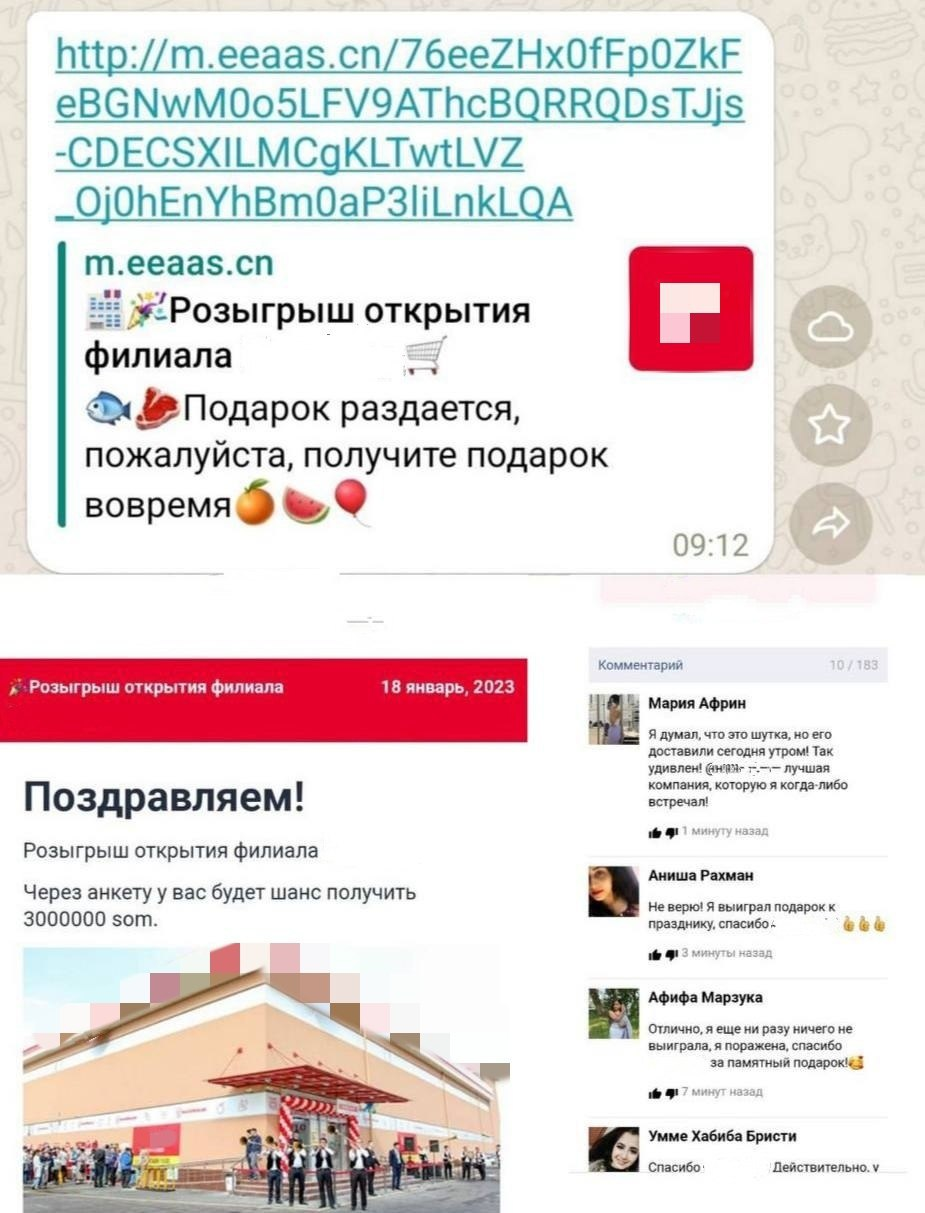 http://m.eeaas.cn/76eeZHx0fFp0ZkF
eBGNwM0o5LFV9AThcBQRRQDsTJjs
-CDECSXILMCgKLTwtLVZ
_Oj0hEnYhBm0aP3liLnkLQA
m.eeaas.cn
🏬🎉Розыгрыш открытия
филиала 🛒
🐟🥩Подарок раздается,
пожалуйста, получите подарок
вовремя🍊🍉🎈
09:12
🎉Розыгрыш открытия филиала 18 январь, 2023
Поздравляем!
Розыгрыш открытия филиала
Через анкету у вас будет шанс получить
3000000 som.
Комментарий 10 / 183
Мария Африн
Я думал, что это шутка, но его
доставили сегодня утром! Так
удивлен! лучшая
компания, которую я когда-либо
встречал!
1 минуту назад
Аниша Рахман
Не верю! Я выиграл подарок к
празднику, спасибо 👍👍👍
3 минуты назад
Афифа Марзука
Отлично, я еще ни разу ничего не
выиграла, я поражена, спасибо
за памятный подарок!🥰
7 минут назад
Умме Хабиба Бристи
Спасибо Действительно, у